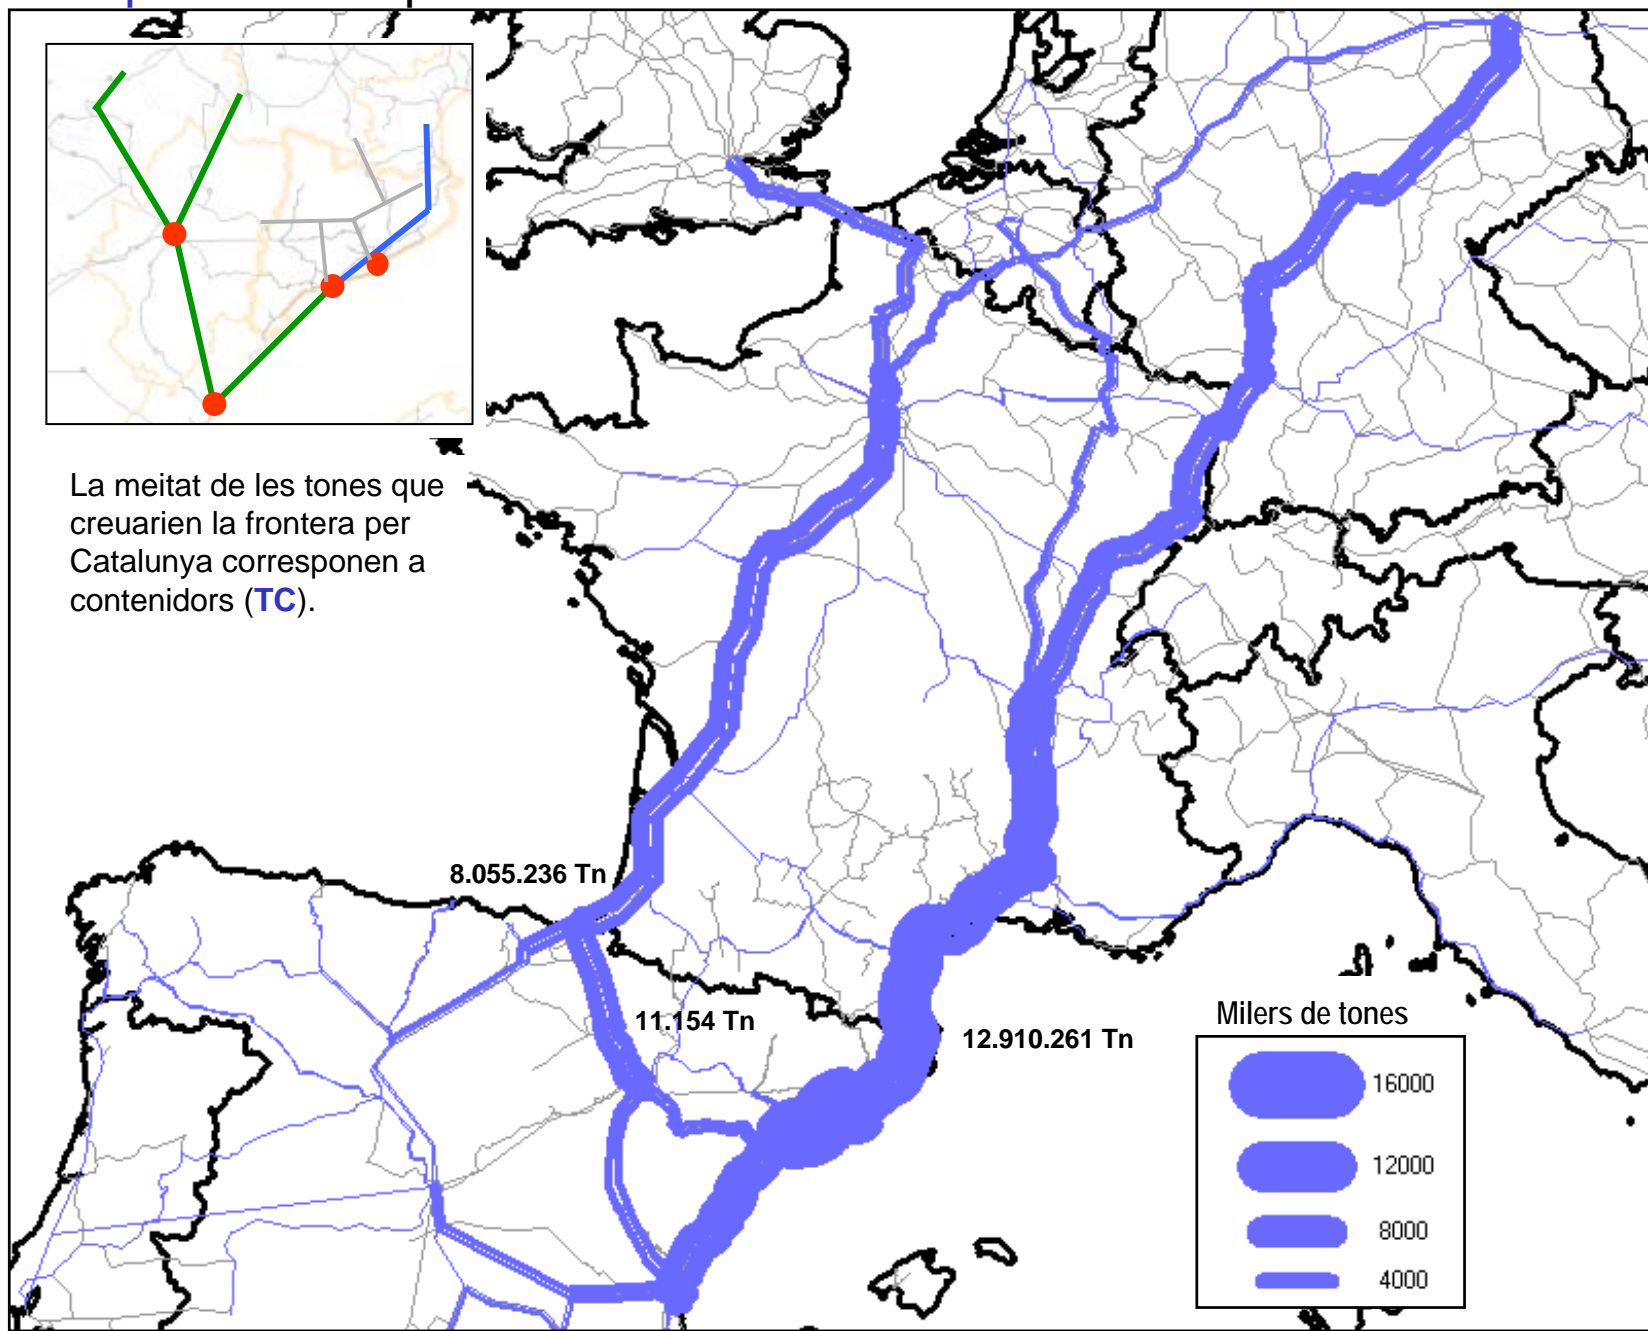 La meitat de les tones que
creuarien la frontera per
Catalunya corresponen a
contenidors (TC).
8.055.236 Tn
11.154 Tn
12.910.261 Tn
Milers de tones
16000
12000
8000
4000